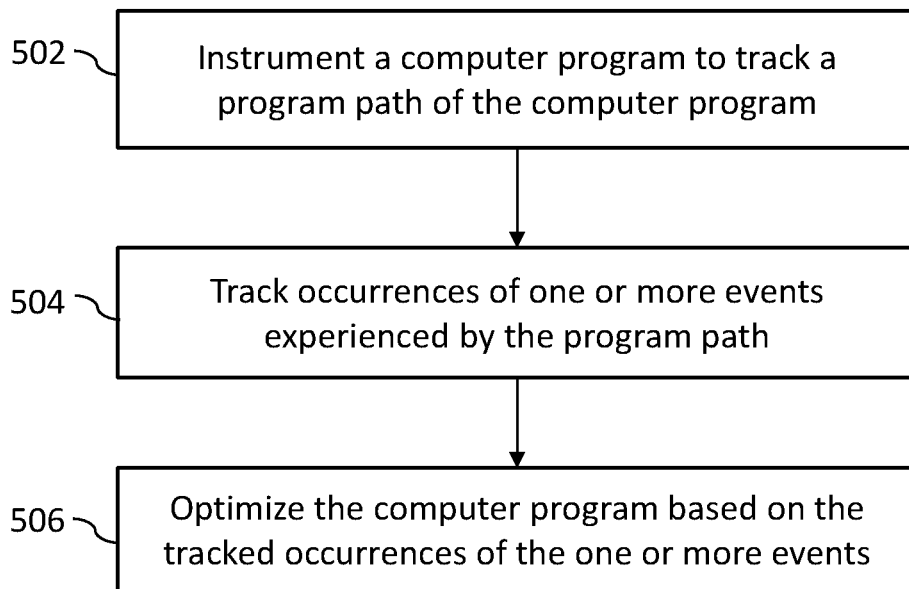 502
Instrument a computer program to track a
program path of the computer program
504
Track occurrences of one or more events
experienced by the program path
506
Optimize the computer program based on the
tracked occurrences of the one or more events